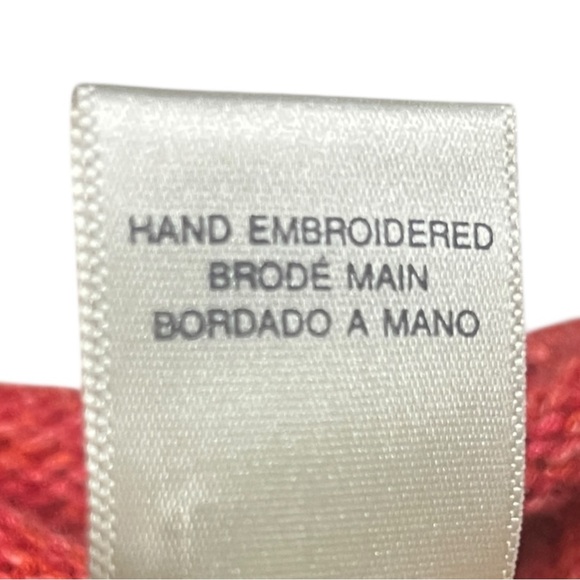 HAND EMBROIDERED
BRODÉ MAIN
BORDADO A MANO